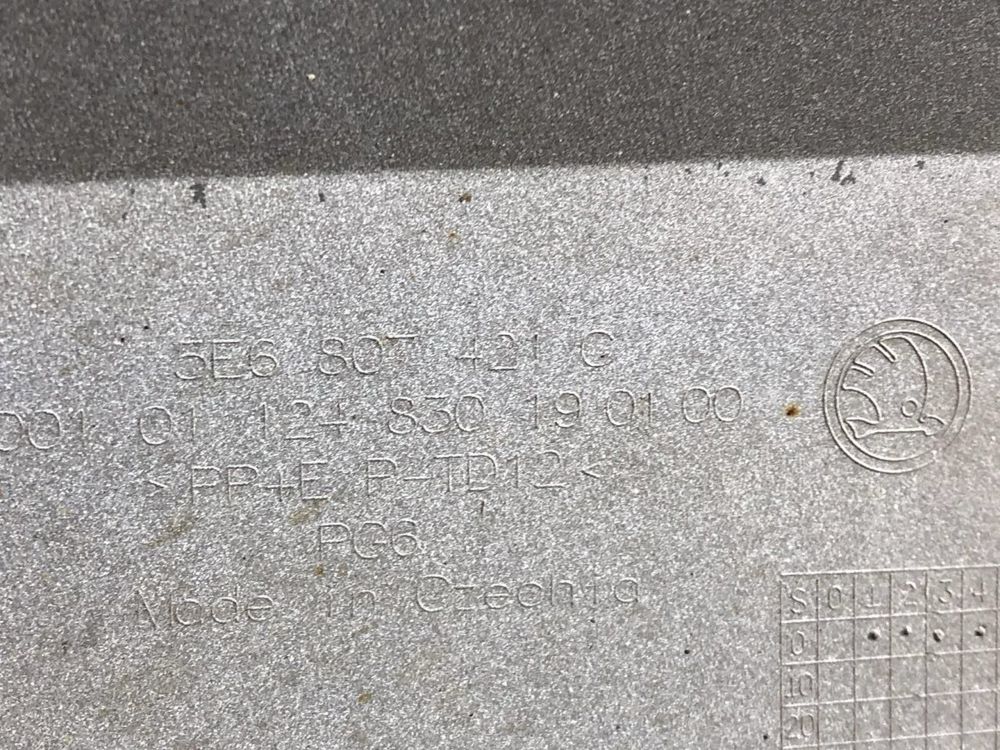 5E6 807 421 C
001 01 124 830 19 01 00
>PP+E P-TD12<
PG6
Made in Czechia
S 0 1 2 3 4
0
10
20